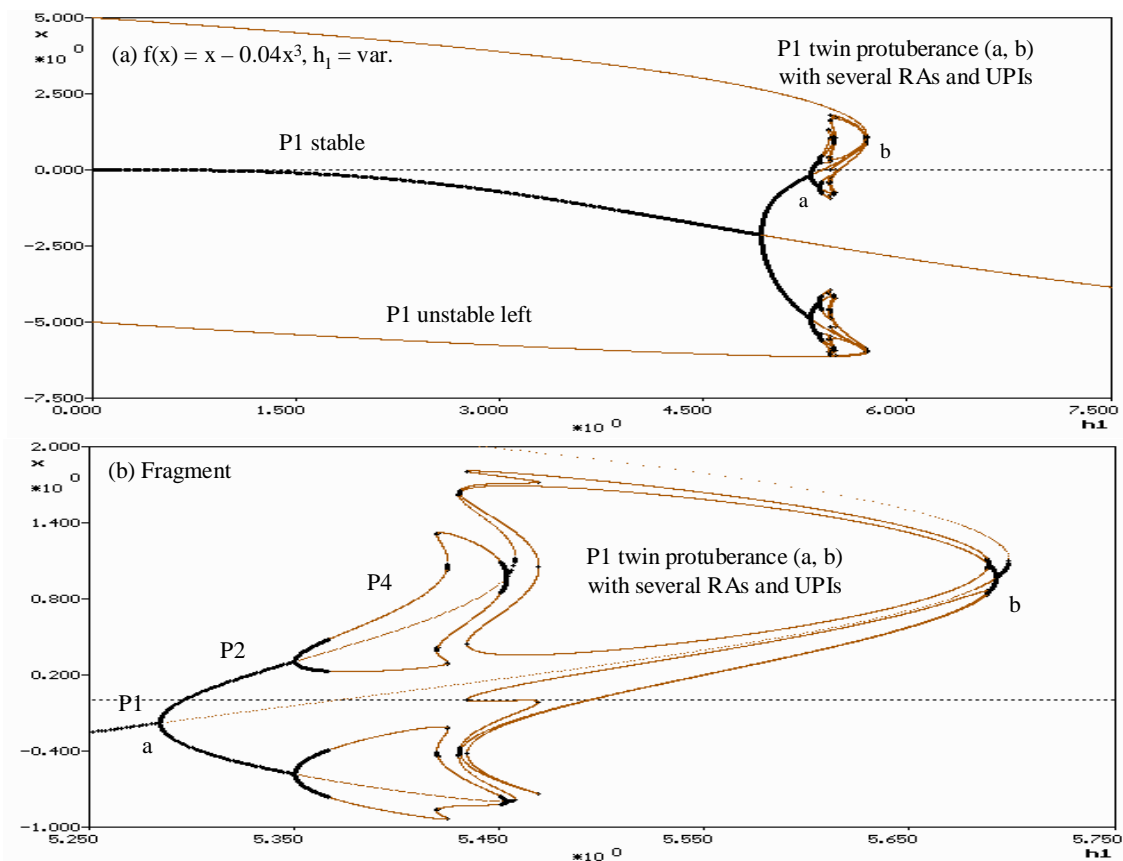 5.000
x
*10 0
(a) f(x) = x – 0.04x³, h₁ = var.
P1 twin protuberance (a, b)
with several RAs and UPIs
2.500
P1 stable
b
0.000
a
-2.500
P1 unstable left
-5.000
-7.500
0.000 1.500 3.000 4.500 6.000 7.500
*10 0 h1
2.000
x
*10 0
(b) Fragment
1.400
P1 twin protuberance (a, b)
with several RAs and UPIs
P4
0.800
b
P2
0.200
P1
a
-0.400
-1.000
5.250 5.350 5.450 5.550 5.650 5.750
*10 0 h1